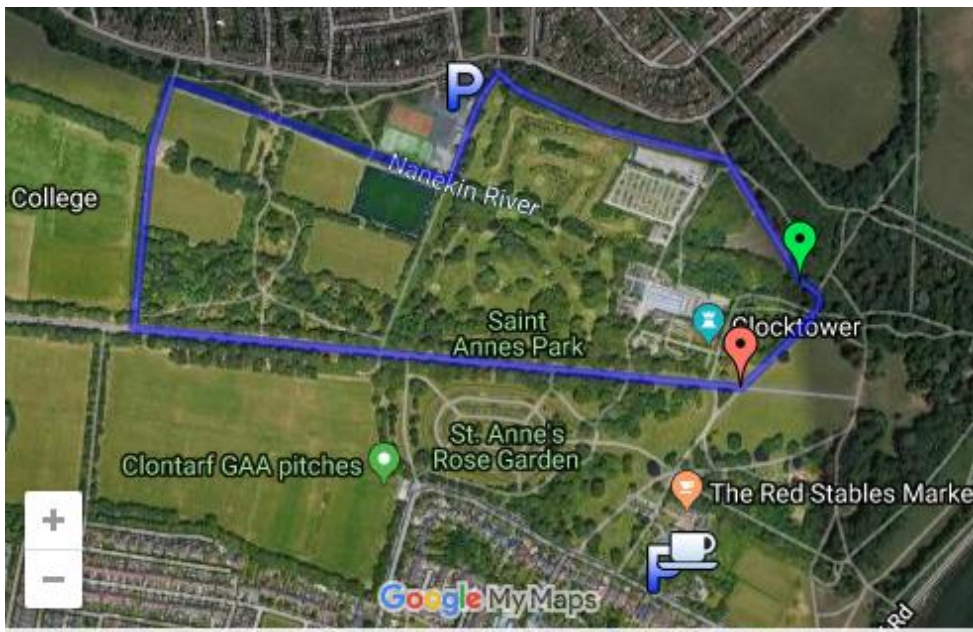 P
Nanekin River
College
Clocktower
Saint
Annes Park
St. Anne's
Rose Garden
Clontarf GAA pitches
The Red Stables Marke
+
−
P
Google My Maps
Rd